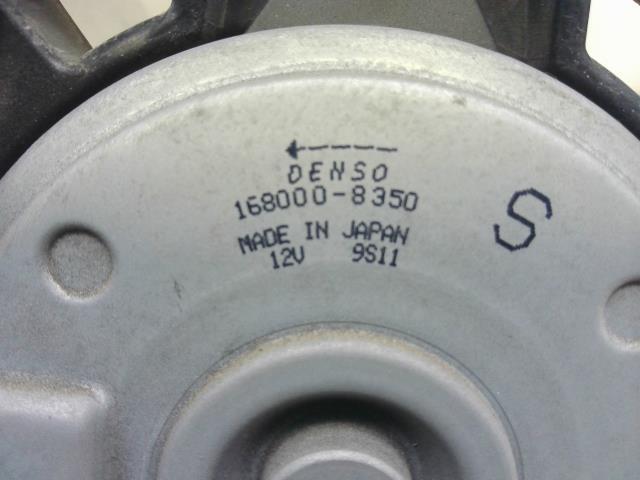 DENSO
168000-8350
S
MADE IN JAPAN
12V 9S11